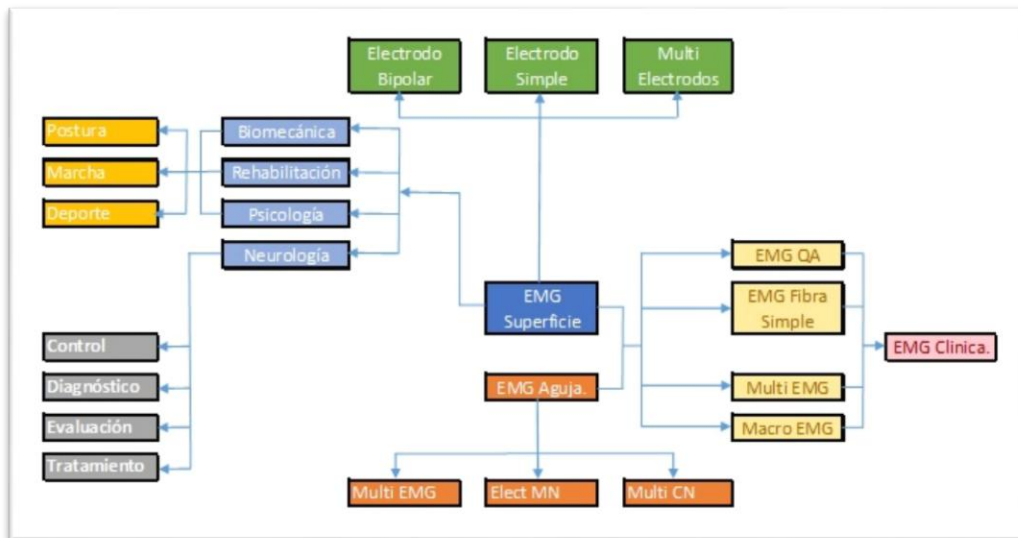 Electrodo
Bipolar
Electrodo
Simple
Multi
Electrodos
Postura
Marcha
Deporte
Biomecánica
Rehabilitación
Psicología
Neurología
EMG
Superficie
EMG Aguja.
EMG QA
EMG Fibra
Simple
Multi EMG
Macro EMG
EMG Clinica.
Control
Diagnóstico
Evaluación
Tratamiento
Multi EMG
Elect MN
Multi CN